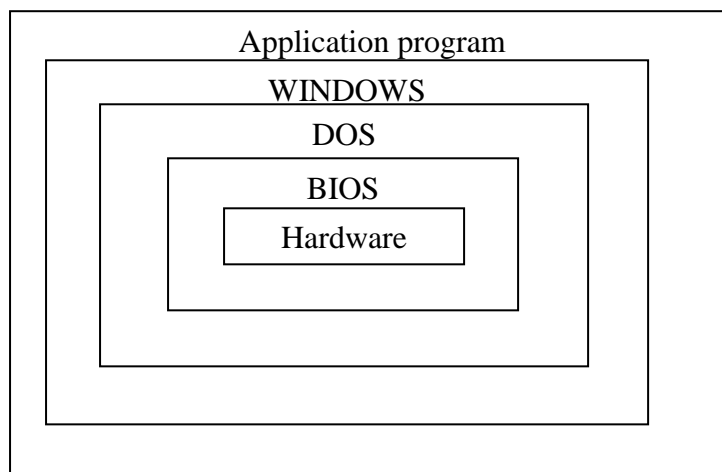 Application program
WINDOWS
DOS
BIOS
Hardware